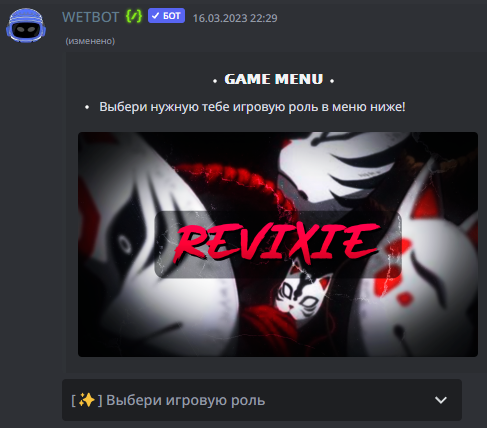 WETBOT {/} ✔ БОТ 16.03.2023 22:29
(изменено)
• GAME MENU •
• Выбери нужную тебе игровую роль в меню ниже!
REVIXIE
[ ✨ ] Выбери игровую роль